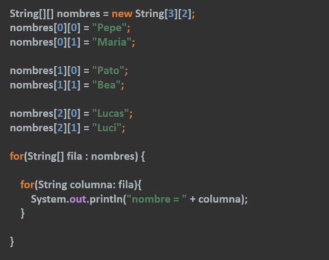 String[][] nombres = new String[3][2];
nombres[0][0] = "Pepe";
nombres[0][1] = "Maria";
nombres[1][0] = "Pato";
nombres[1][1] = "Bea";
nombres[2][0] = "Lucas";
nombres[2][1] = "Luci";
for(String[] fila : nombres) {
for(String columna: fila){
System.out.println("nombre = " + columna);
}
}